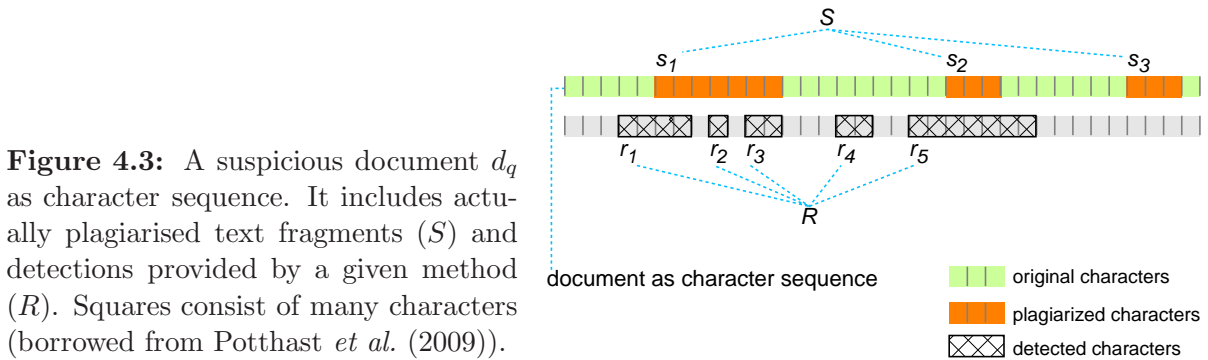 S
s1 s2 s3
r1 r2 r3 r4 r5
R
document as character sequence
original characters
plagiarized characters
detected characters
Figure 4.3: A suspicious document dq
as character sequence. It includes actu-
ally plagiarised text fragments (S) and
detections provided by a given method
(R). Squares consist of many characters
(borrowed from Potthast et al. (2009)).